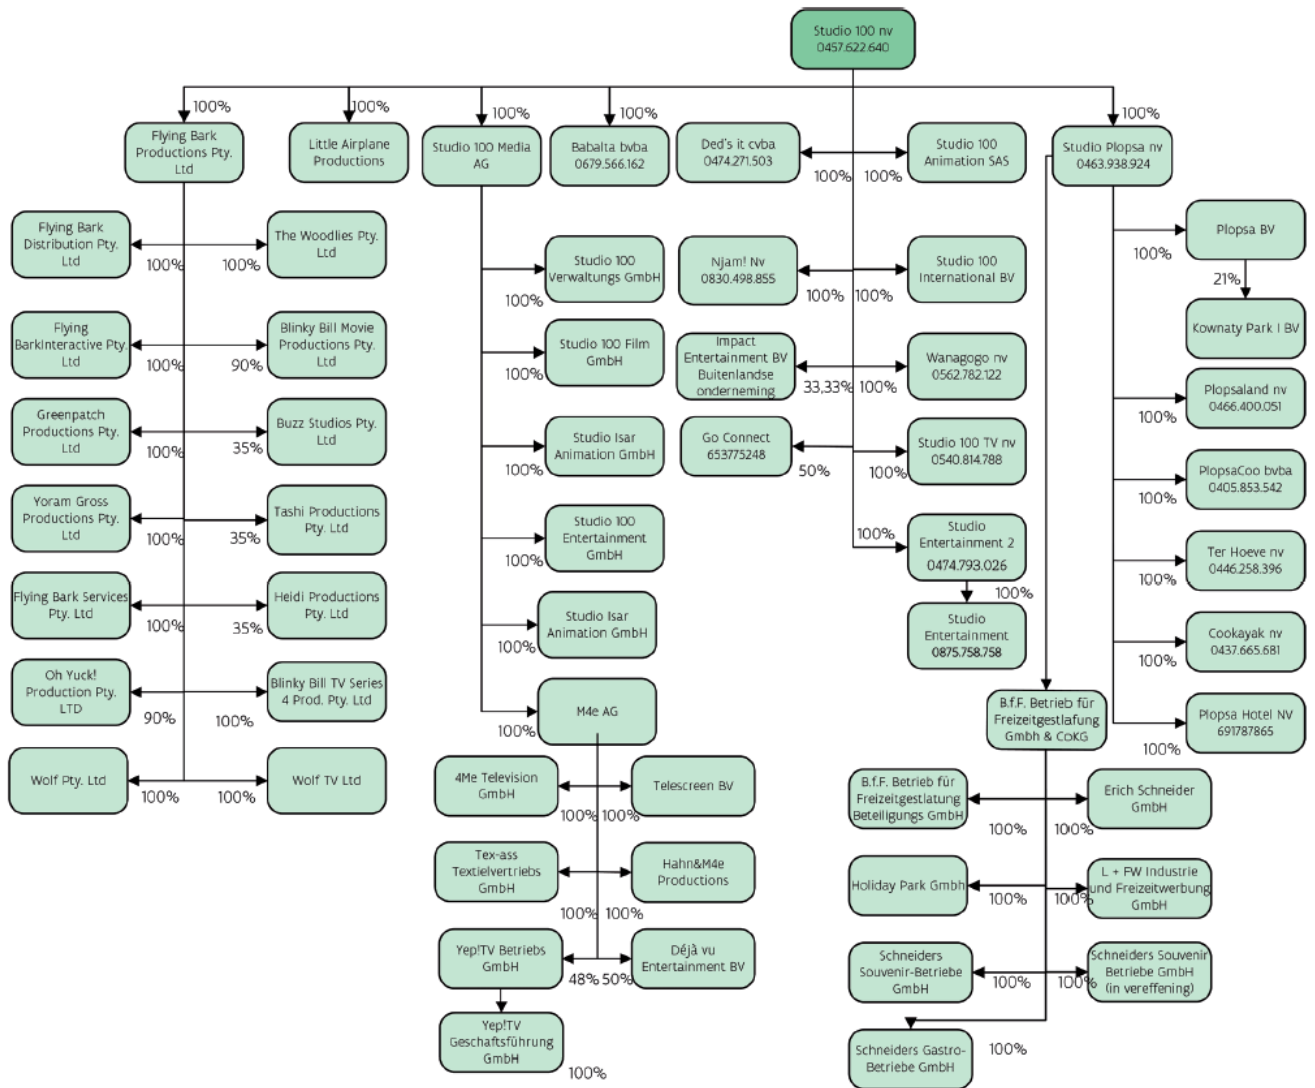 Studio 100 nv
0457.622.640
100%
100%
100%
100%
100%
Flying Bark
Productions Pty.
Ltd
Little Airplane
Productions
Studio 100 Media
AG
Babalta bvba
0679.566.162
Ded's it cvba
0474.271.503
100%
100%
Studio 100
Animation SAS
Studio Plopsa nv
0463.938.924
Flying Bark
Distribution Pty.
Ltd
100%
100%
The Woodlies Pty.
Ltd
Flying
BarkInteractive Pty.
Ltd
100%
90%
Blinky Bill Movie
Productions Pty.
Ltd
Greenpatch
Productions Pty.
Ltd
100%
35%
Buzz Studios Pty.
Ltd
Yoram Gross
Productions Pty.
Ltd
100%
35%
Tashi Productions
Pty. Ltd
Flying Bark Services
Pty. Ltd
100%
35%
Heidi Productions
Pty. Ltd
Oh Yuck!
Production Pty.
LTD
90%
100%
Blinky Bill TV Series
4 Prod. Pty. Ltd
Wolf Pty. Ltd
100%
100%
Wolf TV Ltd
Studio 100
Verwaltungs GmbH
100%
Studio 100 Film
GmbH
100%
Studio Isar
Animation GmbH
100%
Studio 100
Entertainment
GmbH
100%
Studio Isar
Animation GmbH
100%
M4e AG
100%
4Me Television
GmbH
100%
100%
Telescreen BV
Tex-ass
Textielvertriebs
GmbH
100%
100%
Hahn&M4e
Productions
Yep!TV Betriebs
GmbH
48%
50%
Déjà vu
Entertainment BV
Yep!TV
Geschaftsführung
GmbH
100%
Njam! Nv
0830.498.855
100%
100%
Studio 100
International BV
Impact
Entertainment BV
Buitenlandse
onderneming
33,33%
100%
Wanagogo nv
0562.782.122
Go Connect
653775248
50%
100%
Studio 100 TV nv
0540.814.788
100%
Studio
Entertainment 2
0474.793.026
100%
Studio
Entertainment
0875.758.758
Plopsa BV
100%
21%
Kownaty Park I BV
Plopsaland nv
0466.400.051
100%
PlopsaCoo bvba
0405.853.542
100%
Ter Hoeve nv
0446.258.396
100%
Cookayak nv
0437.665.681
100%
Plopsa Hotel NV
691787865
100%
B.f.F. Betrieb für
Freizeitgestlafung
Gmbh & CoKG
B.f.F. Betrieb für
Freizeitgestlatung
Beteiligungs GmbH
100%
100%
Erich Schneider
GmbH
Holiday Park Gmbh
100%
100%
L + FW Industrie
und Freizeitwerbung
GmbH
Schneiders
Souvenir-Betriebe
GmbH
100%
100%
Schneiders Souvenir
Betriebe GmbH
(in vereffening)
Schneiders Gastro-
Betriebe GmbH
100%